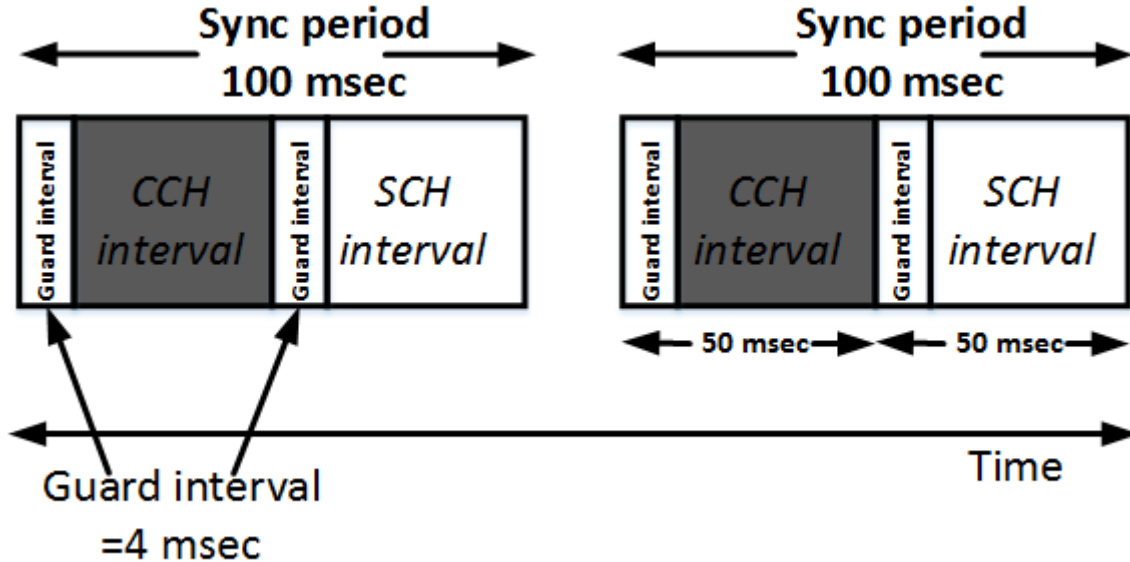 Sync period
100 msec
Sync period
100 msec
Guard interval
CCH
interval
Guard interval
SCH
interval
Guard interval
CCH
interval
Guard interval
SCH
interval
50 msec
50 msec
Time
Guard interval
=4 msec